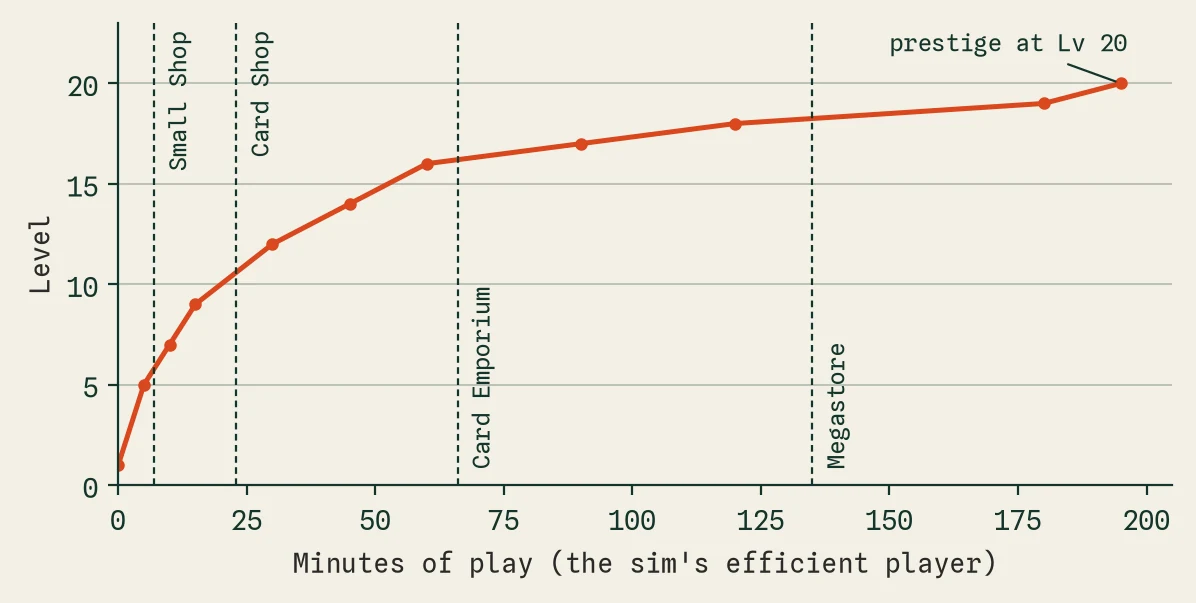 prestige at Lv 20
Small Shop
Card Shop
Card Emporium
Megastore
Level
20
15
10
5
0
0 25 50 75 100 125 150 175 200
Minutes of play (the sim's efficient player)